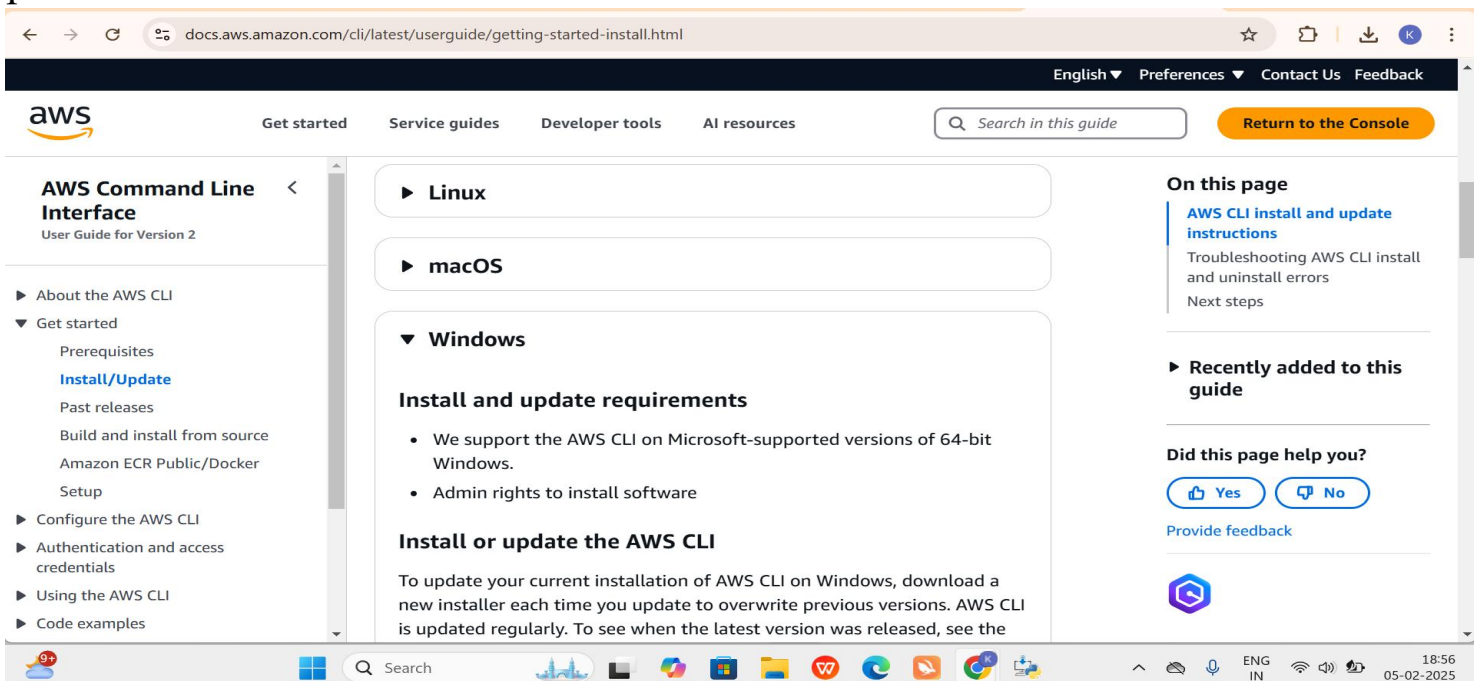 docs.aws.amazon.com/cli/latest/userguide/getting-started-install.html
K
English Preferences Contact Us Feedback
aws
Get started Service guides Developer tools AI resources
Search in this guide
Return to the Console
AWS Command Line
Interface
User Guide for Version 2
About the AWS CLI
Get started
Prerequisites
Install/Update
Past releases
Build and install from source
Amazon ECR Public/Docker
Setup
Configure the AWS CLI
Authentication and access
credentials
Using the AWS CLI
Code examples
Linux
macOS
Windows
Install and update requirements
• We support the AWS CLI on Microsoft-supported versions of 64-bit
Windows.
• Admin rights to install software
Install or update the AWS CLI
To update your current installation of AWS CLI on Windows, download a
new installer each time you update to overwrite previous versions. AWS CLI
is updated regularly. To see when the latest version was released, see the
On this page
AWS CLI install and update
instructions
Troubleshooting AWS CLI install
and uninstall errors
Next steps
Recently added to this
guide
Did this page help you?
Yes No
Provide feedback
9+
Search
K
ENG
IN
18:56
05-02-2025